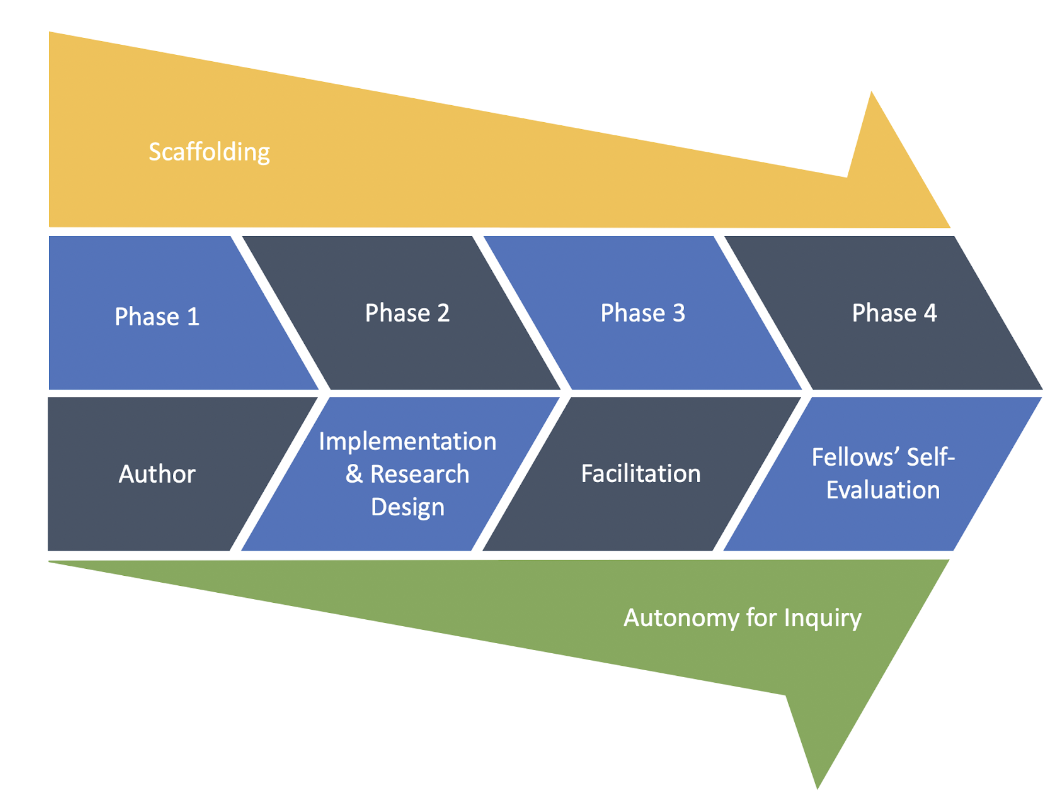 Scaffolding
Phase 1
Phase 2
Phase 3
Phase 4
Author
Implementation
& Research
Design
Facilitation
Fellows’ Self-
Evaluation
Autonomy for Inquiry